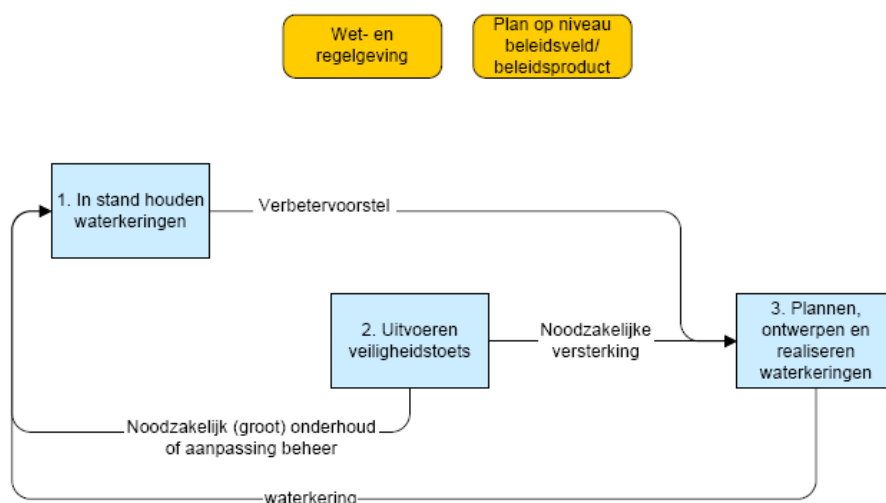 Wet- en
regelgeving
Plan op niveau
beleidsveld/
beleidsproduct
1. In stand houden
waterkeringen
Verbetervoorstel
2. Uitvoeren
veiligheidstoets
Noodzakelijke
versterking
3. Plannen,
ontwerpen en
realiseren
waterkeringen
Noodzakelijk (groot) onderhoud
of aanpassing beheer
waterkering